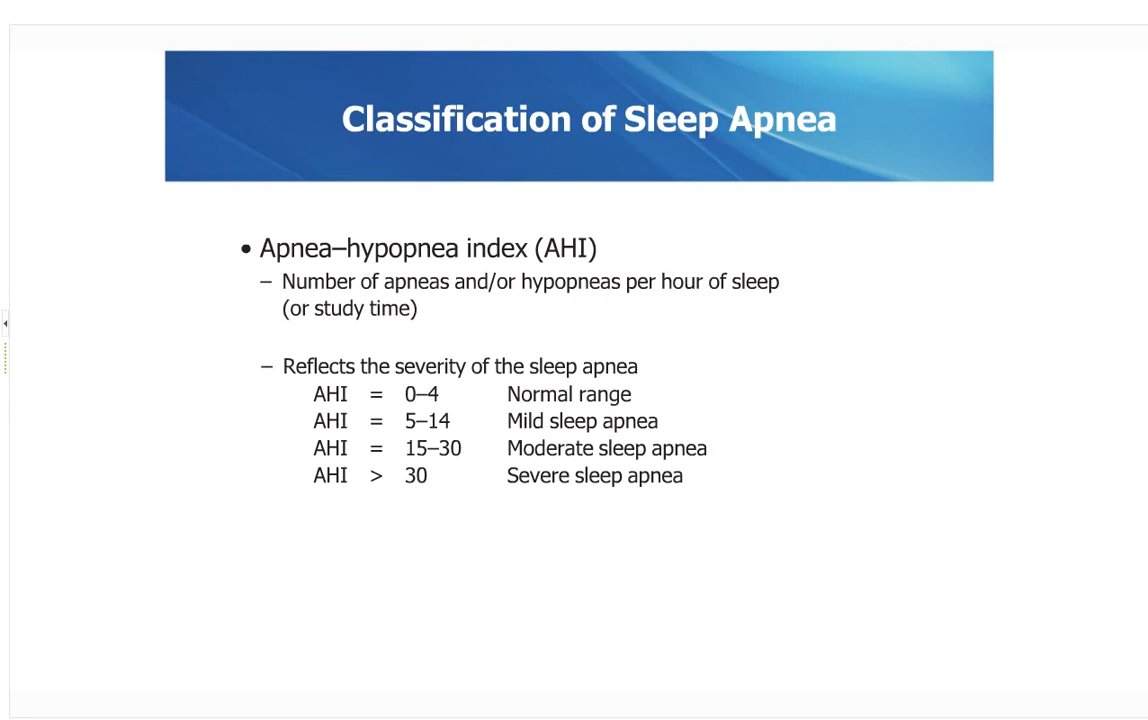 Classification of Sleep Apnea
• Apnea–hypopnea index (AHI)
– Number of apneas and/or hypopneas per hour of sleep
(or study time)
– Reflects the severity of the sleep apnea
AHI = 0–4 Normal range
AHI = 5–14 Mild sleep apnea
AHI = 15–30 Moderate sleep apnea
AHI > 30 Severe sleep apnea